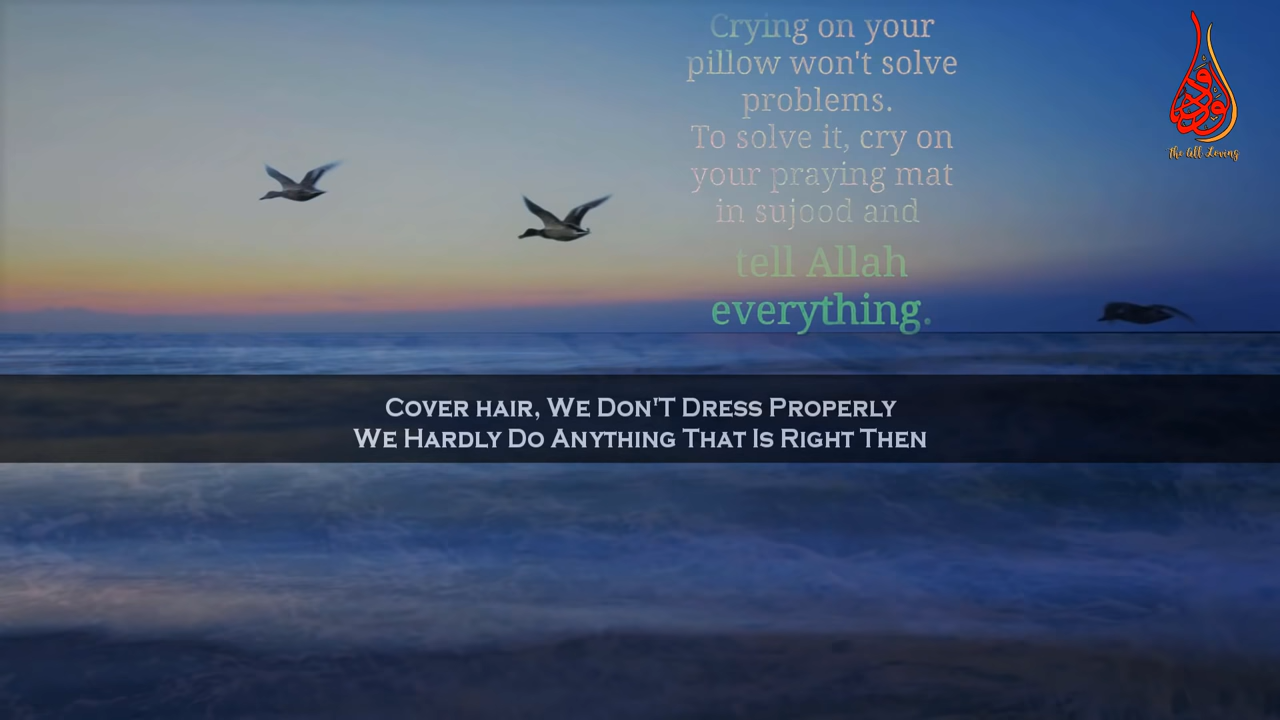 Crying on your
pillow won't solve
problems.
To solve it, cry on
your praying mat
in sujood and
tell Allah
everything.
الودود
The All Loving
COVER HAIR, WE DON'T DRESS PROPERLY
WE HARDLY DO ANYTHING THAT IS RIGHT THEN